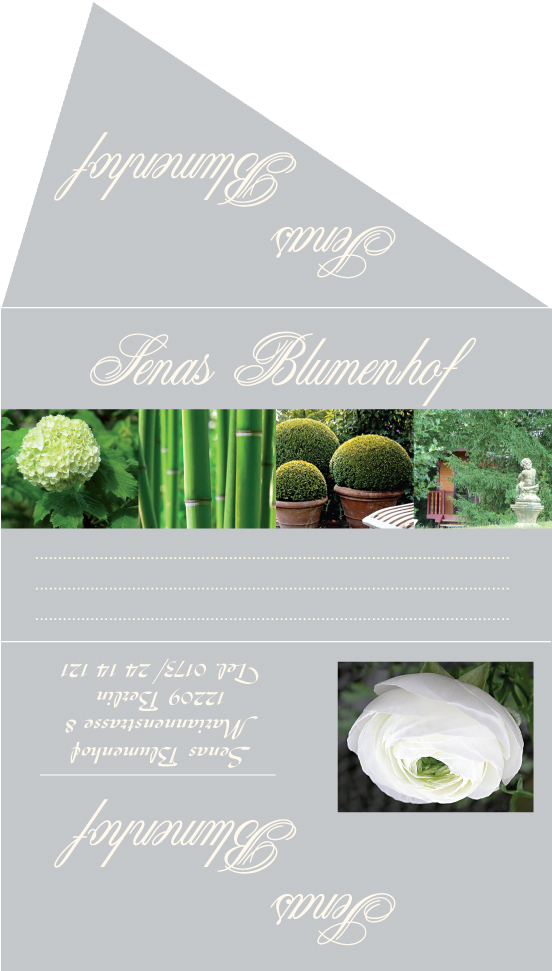 Senas
Blumenhof
Senas Blumenhof
Senas
Blumenhof
Senas Blumenhof
Mariannenstrasse 8
12209 Berlin
Tel. 0173/24 14 121